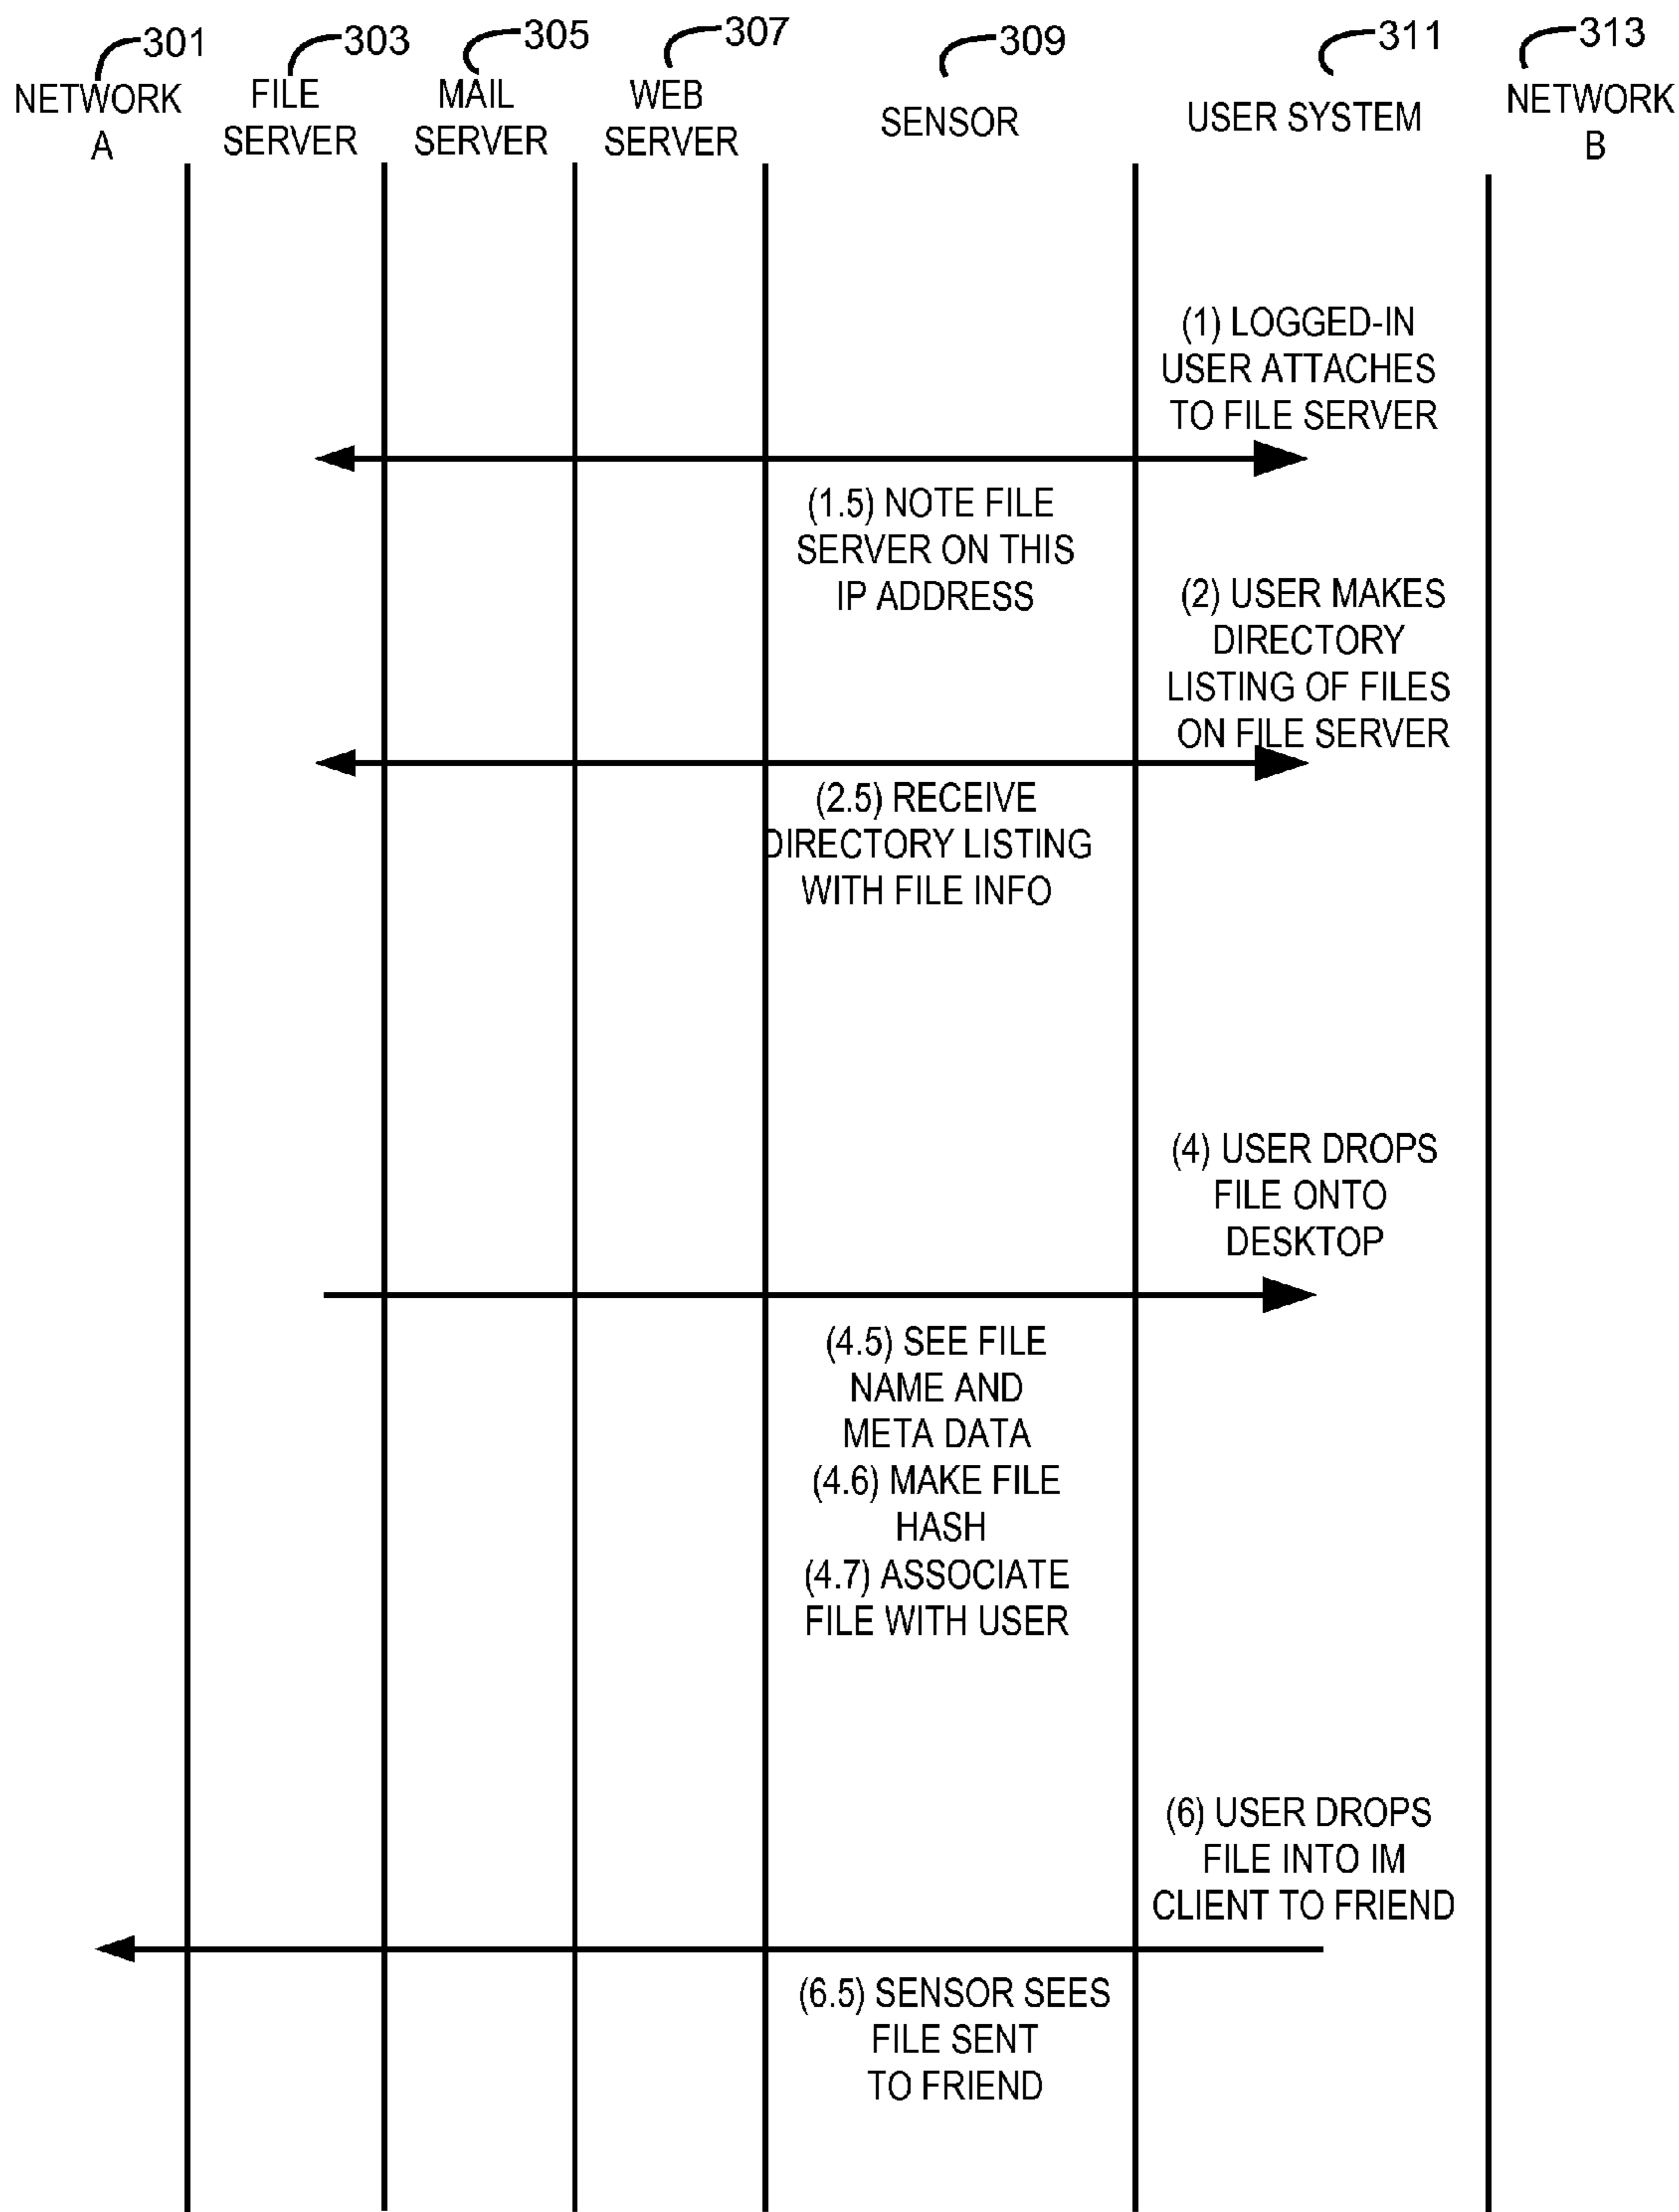 301
303
305
307
309
311
313
NETWORK
A
FILE
SERVER
MAIL
SERVER
WEB
SERVER
SENSOR
USER SYSTEM
NETWORK
B
(1) LOGGED-IN
USER ATTACHES
TO FILE SERVER
(1.5) NOTE FILE
SERVER ON THIS
IP ADDRESS
(2) USER MAKES
DIRECTORY
LISTING OF FILES
ON FILE SERVER
(2.5) RECEIVE
DIRECTORY LISTING
WITH FILE INFO
(4) USER DROPS
FILE ONTO
DESKTOP
(4.5) SEE FILE
NAME AND
META DATA
(4.6) MAKE FILE
HASH
(4.7) ASSOCIATE
FILE WITH USER
(6) USER DROPS
FILE INTO IM
CLIENT TO FRIEND
(6.5) SENSOR SEES
FILE SENT
TO FRIEND